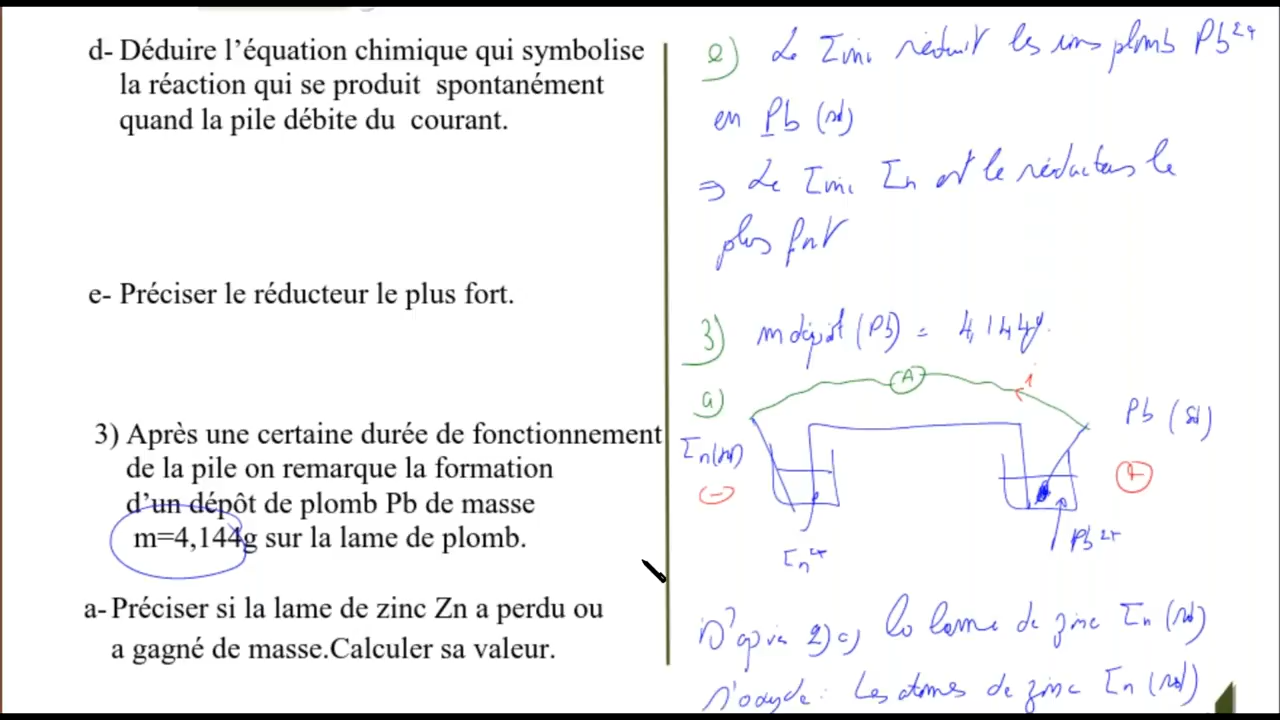 d- Déduire l'équation chimique qui symbolise
la réaction qui se produit spontanément
quand la pile débite du courant.
e- Préciser le réducteur le plus fort.
3) Après une certaine durée de fonctionnement
de la pile on remarque la formation
d'un dépôt de plomb Pb de masse
m=4,144g sur la lame de plomb.
a- Préciser si la lame de zinc Zn a perdu ou
a gagné de masse.Calculer sa valeur.
e) Le Zinc réduit les ions plomb Pb²⁺
en Pb (sd)
⇒ Le Zinc Zn est le réducteur le
plus fort
3) m dépôt (Pb) = 4,144g.
a)
A
i
Pb (sd)
Zn(sd)
-
+
Zn²⁺
Pb²⁺
D'après 2) c) la lame de zinc Zn (sd)
s'oxyde : Les atomes de zinc Zn (sd)